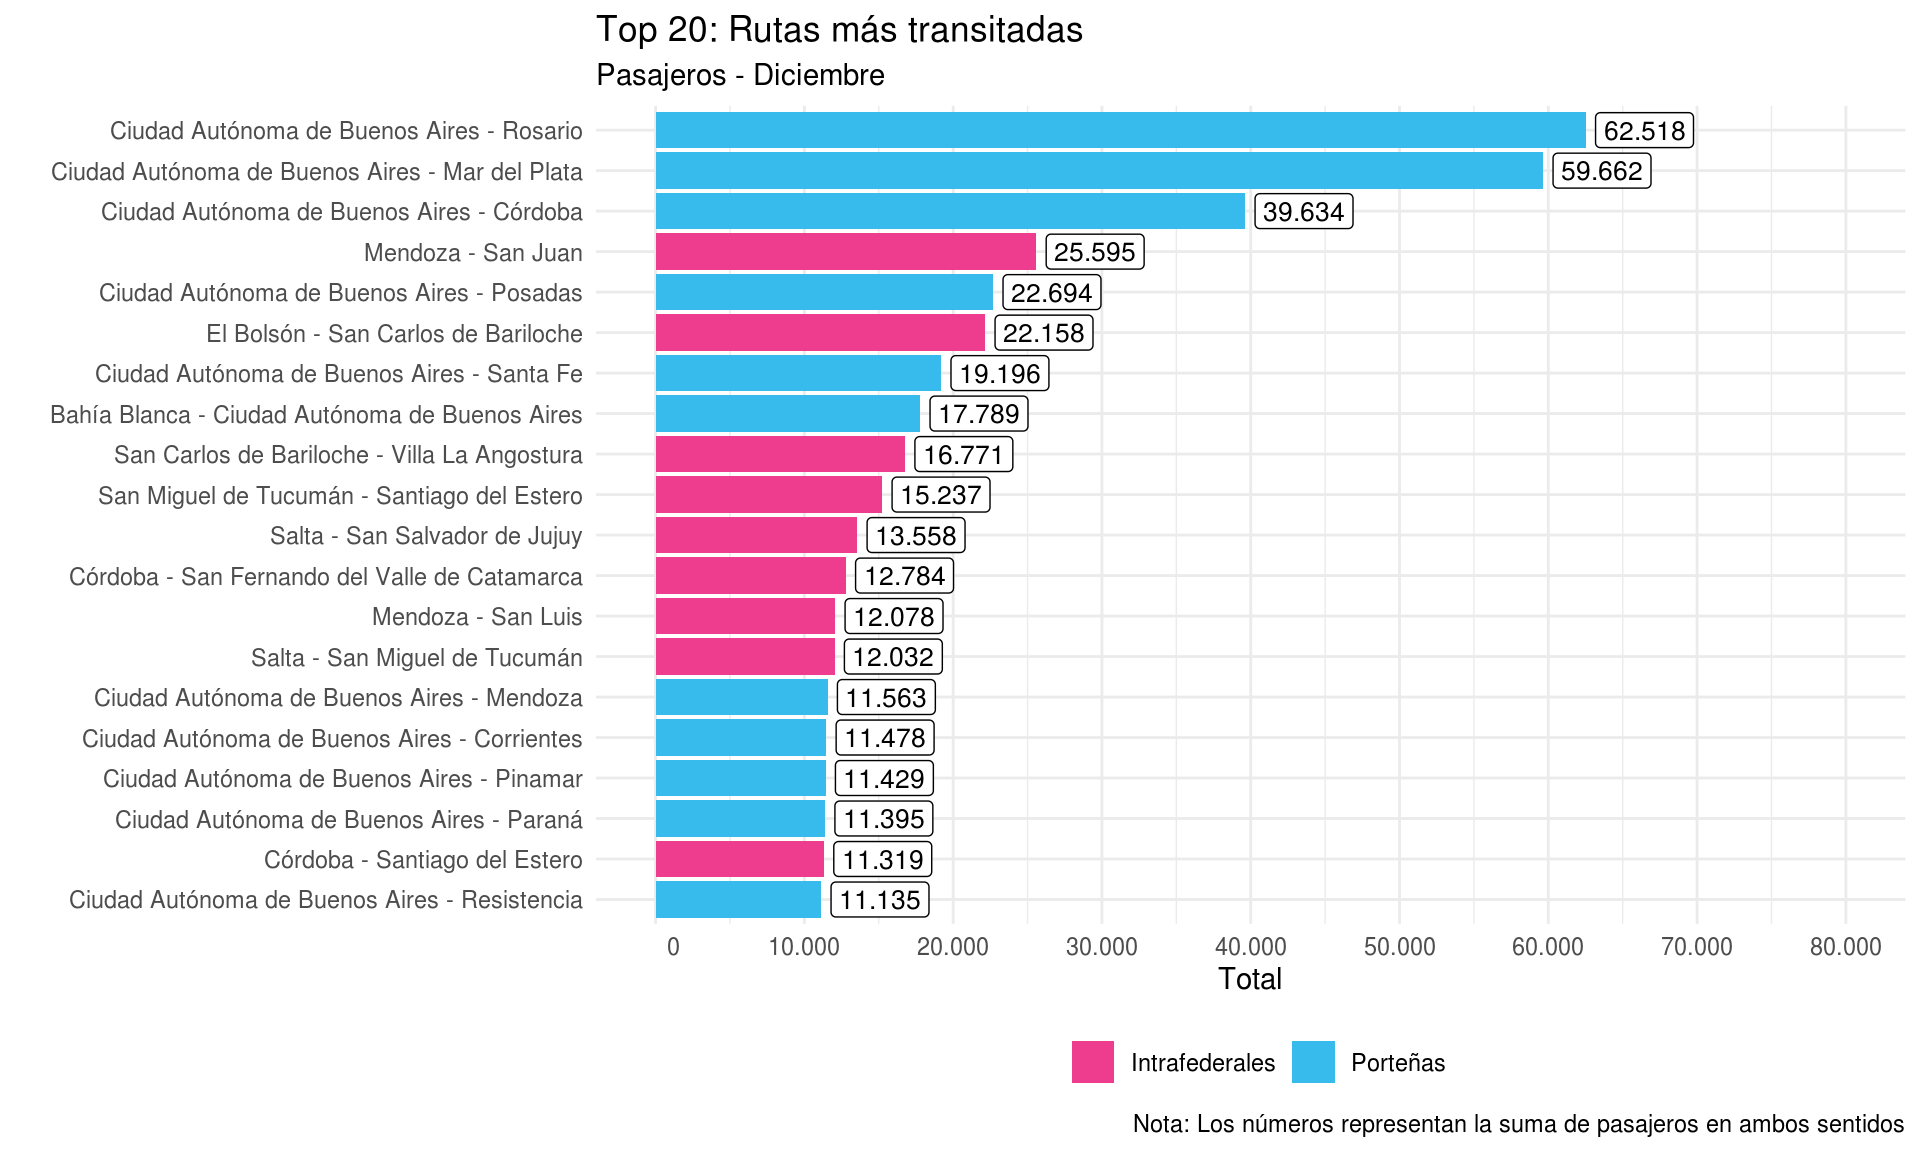 Top 20: Rutas más transitadas
Pasajeros - Diciembre
Ciudad Autónoma de Buenos Aires - Rosario 62.518
Ciudad Autónoma de Buenos Aires - Mar del Plata 59.662
Ciudad Autónoma de Buenos Aires - Córdoba 39.634
Mendoza - San Juan 25.595
Ciudad Autónoma de Buenos Aires - Posadas 22.694
El Bolsón - San Carlos de Bariloche 22.158
Ciudad Autónoma de Buenos Aires - Santa Fe 19.196
Bahía Blanca - Ciudad Autónoma de Buenos Aires 17.789
San Carlos de Bariloche - Villa La Angostura 16.771
San Miguel de Tucumán - Santiago del Estero 15.237
Salta - San Salvador de Jujuy 13.558
Córdoba - San Fernando del Valle de Catamarca 12.784
Mendoza - San Luis 12.078
Salta - San Miguel de Tucumán 12.032
Ciudad Autónoma de Buenos Aires - Mendoza 11.563
Ciudad Autónoma de Buenos Aires - Corrientes 11.478
Ciudad Autónoma de Buenos Aires - Pinamar 11.429
Ciudad Autónoma de Buenos Aires - Paraná 11.395
Córdoba - Santiago del Estero 11.319
Ciudad Autónoma de Buenos Aires - Resistencia 11.135
0 10.000 20.000 30.000 40.000 50.000 60.000 70.000 80.000
Total
Intrafederales Porteñas
Nota: Los números representan la suma de pasajeros en ambos sentidos